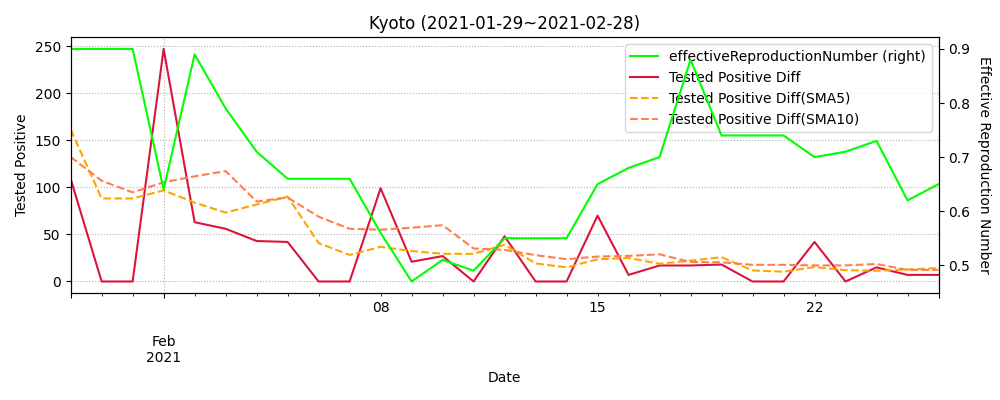 Kyoto (2021-01-29~2021-02-28)
effectiveReproductionNumber (right)
Tested Positive Diff
Tested Positive Diff(SMA5)
Tested Positive Diff(SMA10)
Tested Positive
250
200
150
100
50
0
0.9
0.8
0.7
0.6
0.5
Effective Reproduction Number
08
15
22
Feb
2021
Date